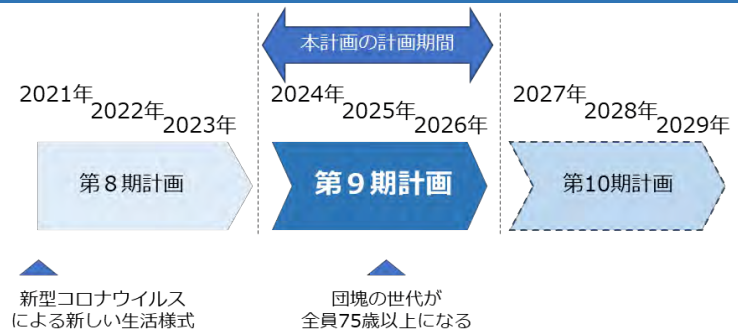 本計画の計画期間
2021年
2022年
2023年
2024年
2025年
2026年
2027年
2028年
2029年
第８期計画
第９期計画
第10期計画
新型コロナウイルス
による新しい生活様式
団塊の世代が
全員75歳以上になる